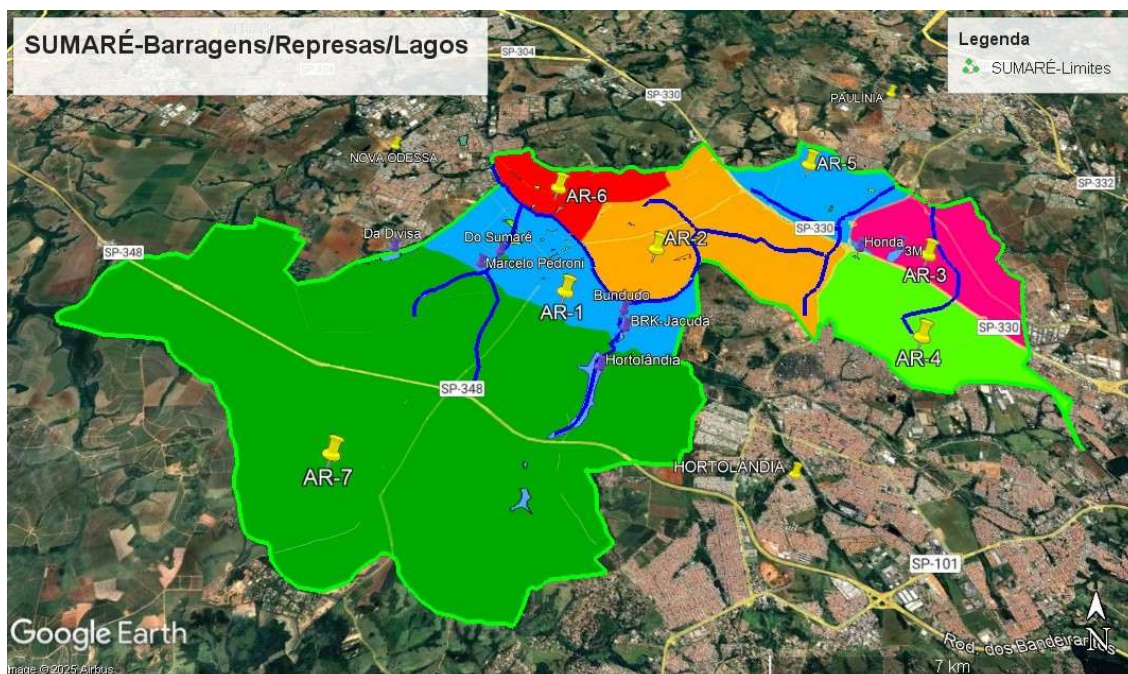 SUMARÉ-Barragens/Represas/Lagos
Legenda
SUMARÉ-Limites
SP-304
SP-330
PAULÍNIA
NOVA ODESSA
SP-332
AR-5
AR-6
Da Divisa
Do Sumaré
AR-2
SP-330
Honda
3M
AR-3
SP-348
Marcelo Pedroni
AR-1
Bundudo
BRK-Jacuda
SP-330
AR-4
Hortolândia
SP-348
AR-7
HORTOLÂNDIA
SP-101
Google Earth
Image © 2025 Airbus
Rod. dos Bandeirantes
N
7 km